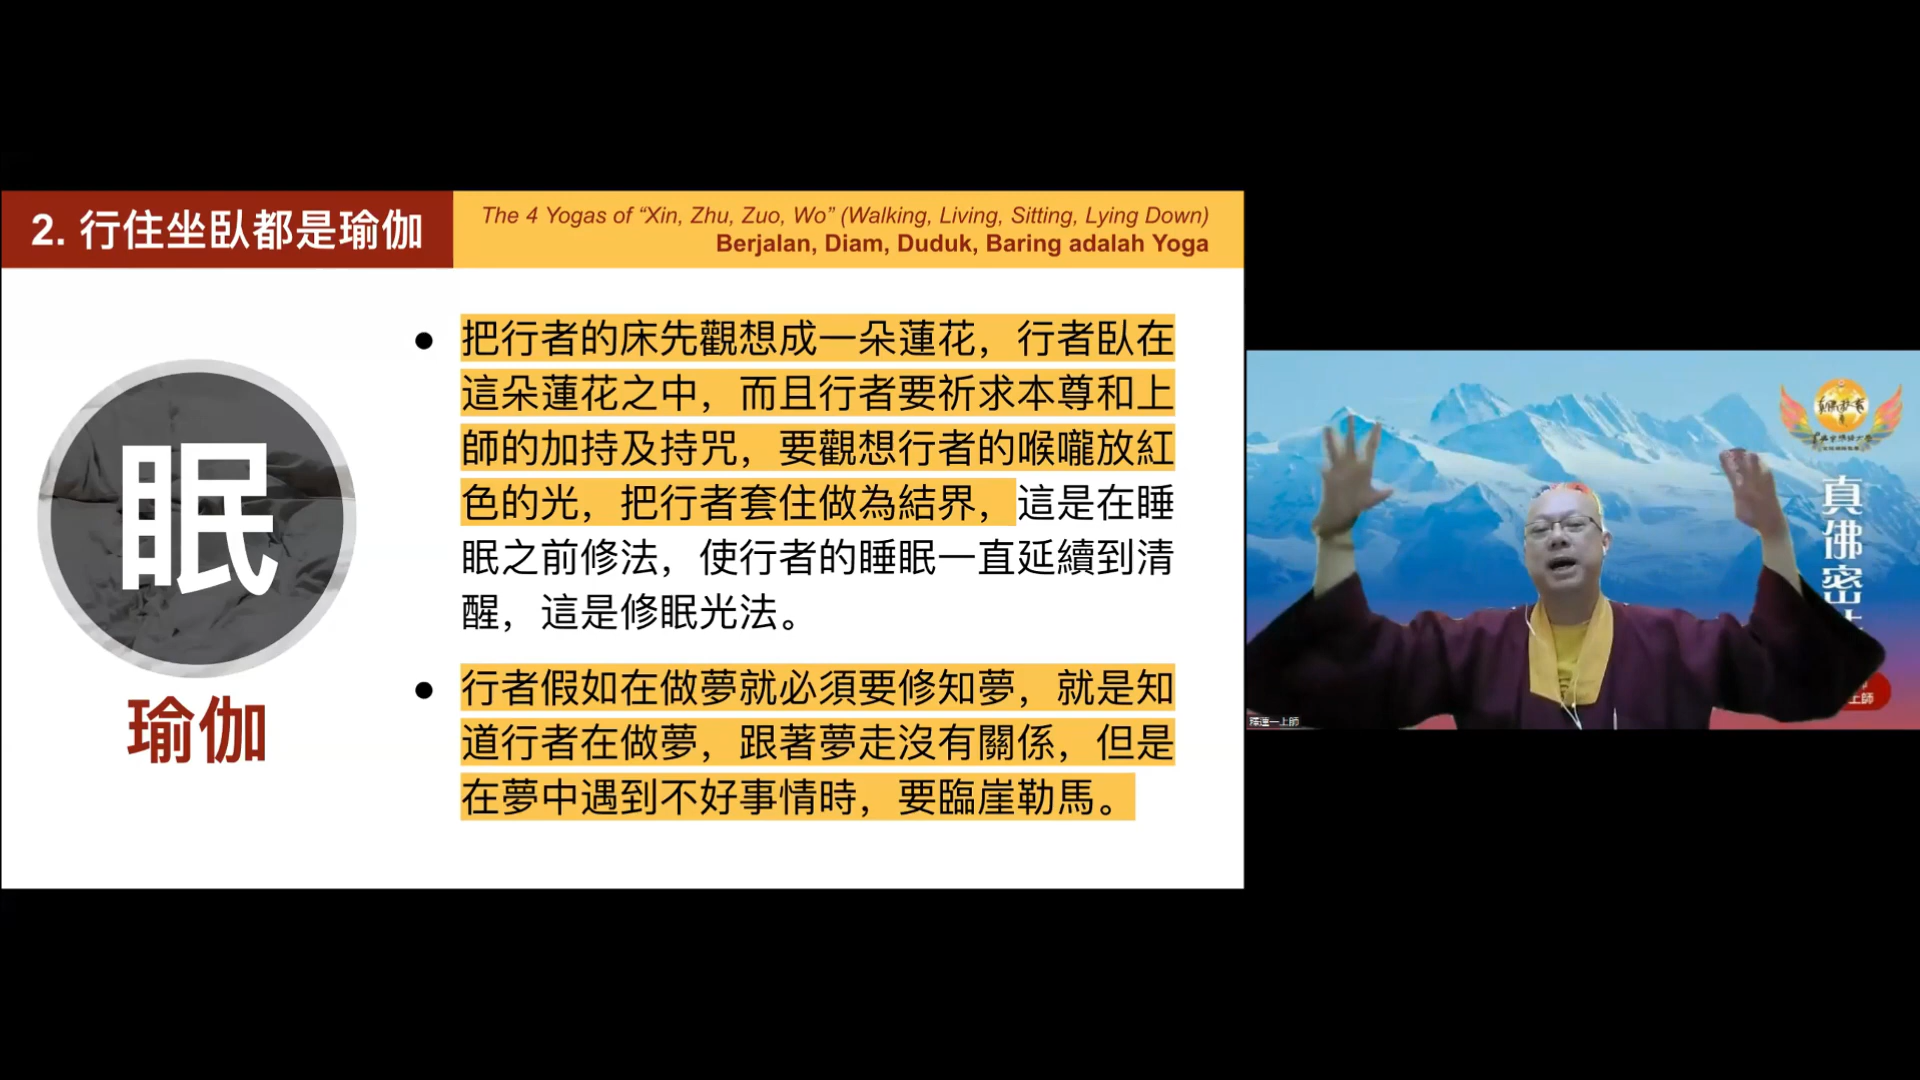 2. 行住坐臥都是瑜伽
The 4 Yogas of “Xin, Zhu, Zuo, Wo” (Walking, Living, Sitting, Lying Down)
Berjalan, Diam, Duduk, Baring adalah Yoga
眠
瑜伽
● 把行者的床先觀想成一朵蓮花，行者臥在
這朵蓮花之中，而且行者要祈求本尊和上
師的加持及持咒，要觀想行者的喉嚨放紅
色的光，把行者套住做為結界，這是在睡
眠之前修法，使行者的睡眠一直延續到清
醒，這是修眠光法。
● 行者假如在做夢就必須要修知夢，就是知
道行者在做夢，跟著夢走沒有關係，但是
在夢中遇到不好事情時，要臨崖勒馬。
真佛密
上師
釋蓮一上師